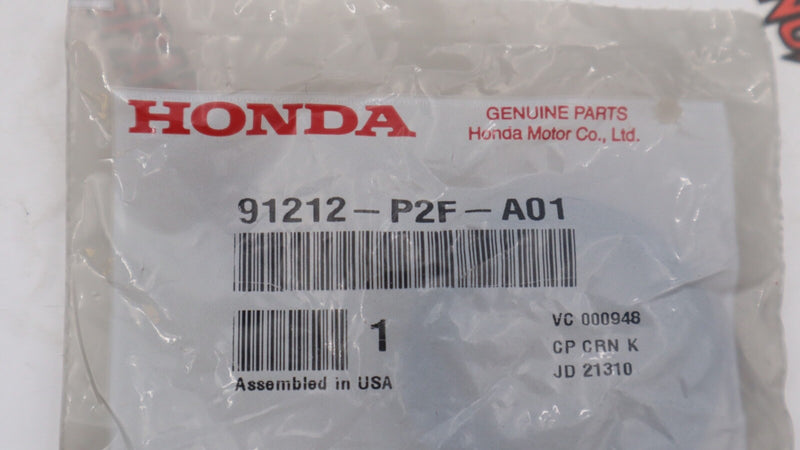 HONDA
GENUINE PARTS
Honda Motor Co., Ltd.
91212-P2F-A01
1
VC 000948
CP CRN K
JD 21310
Assembled in USA